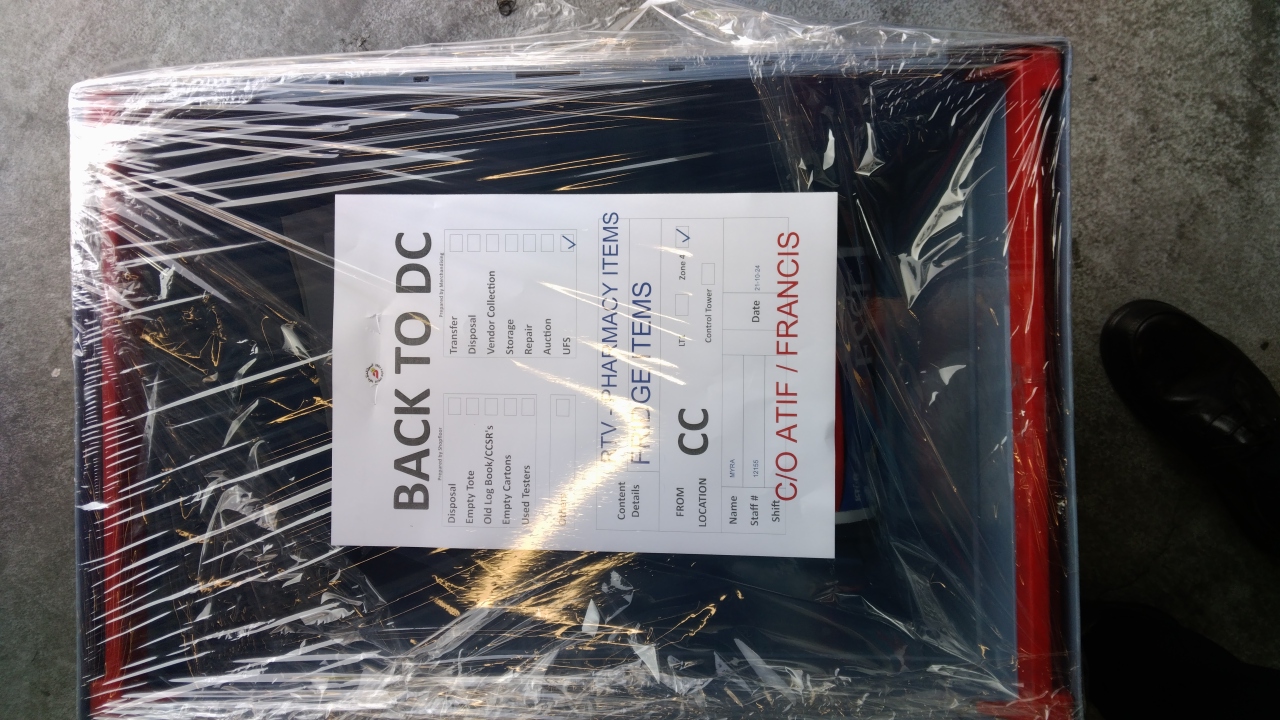 BACK TO DC
Prepared by Shopfloor
Prepared by Merchandising
Disposal
Empty Tote
Old Log Book/CCSR's
Empty Cartons
Used Testers
Others
Transfer
Disposal
Vendor Collection
Storage
Repair
Auction
UFS ✓
Content Details
RTV - PHARMACY ITEMS
FRIDGE ITEMS
FROM LOCATION
CC
Zone 4 ✓
Control Tower
Name MYRA
Staff # 12155
Date 21-10-24
Shift
C/O ATIF / FRANCIS